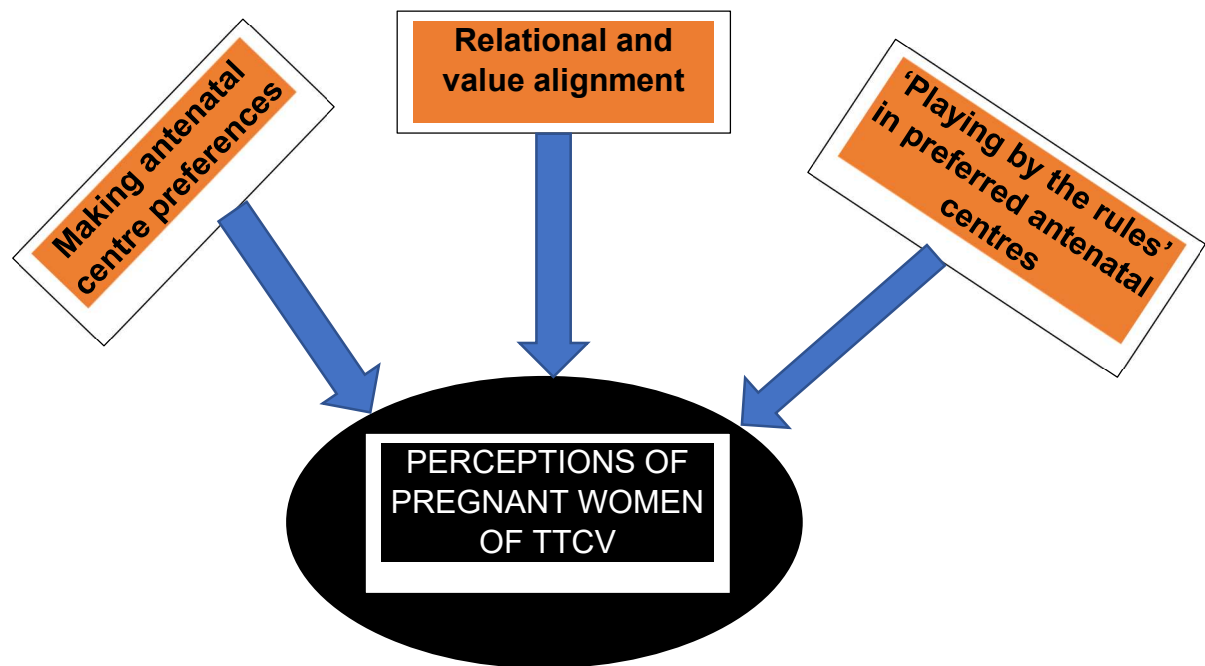 Making antenatal
centre preferences
Relational and
value alignment
‘Playing by the rules’
in preferred antenatal
centres
PERCEPTIONS OF
PREGNANT WOMEN
OF TTCV